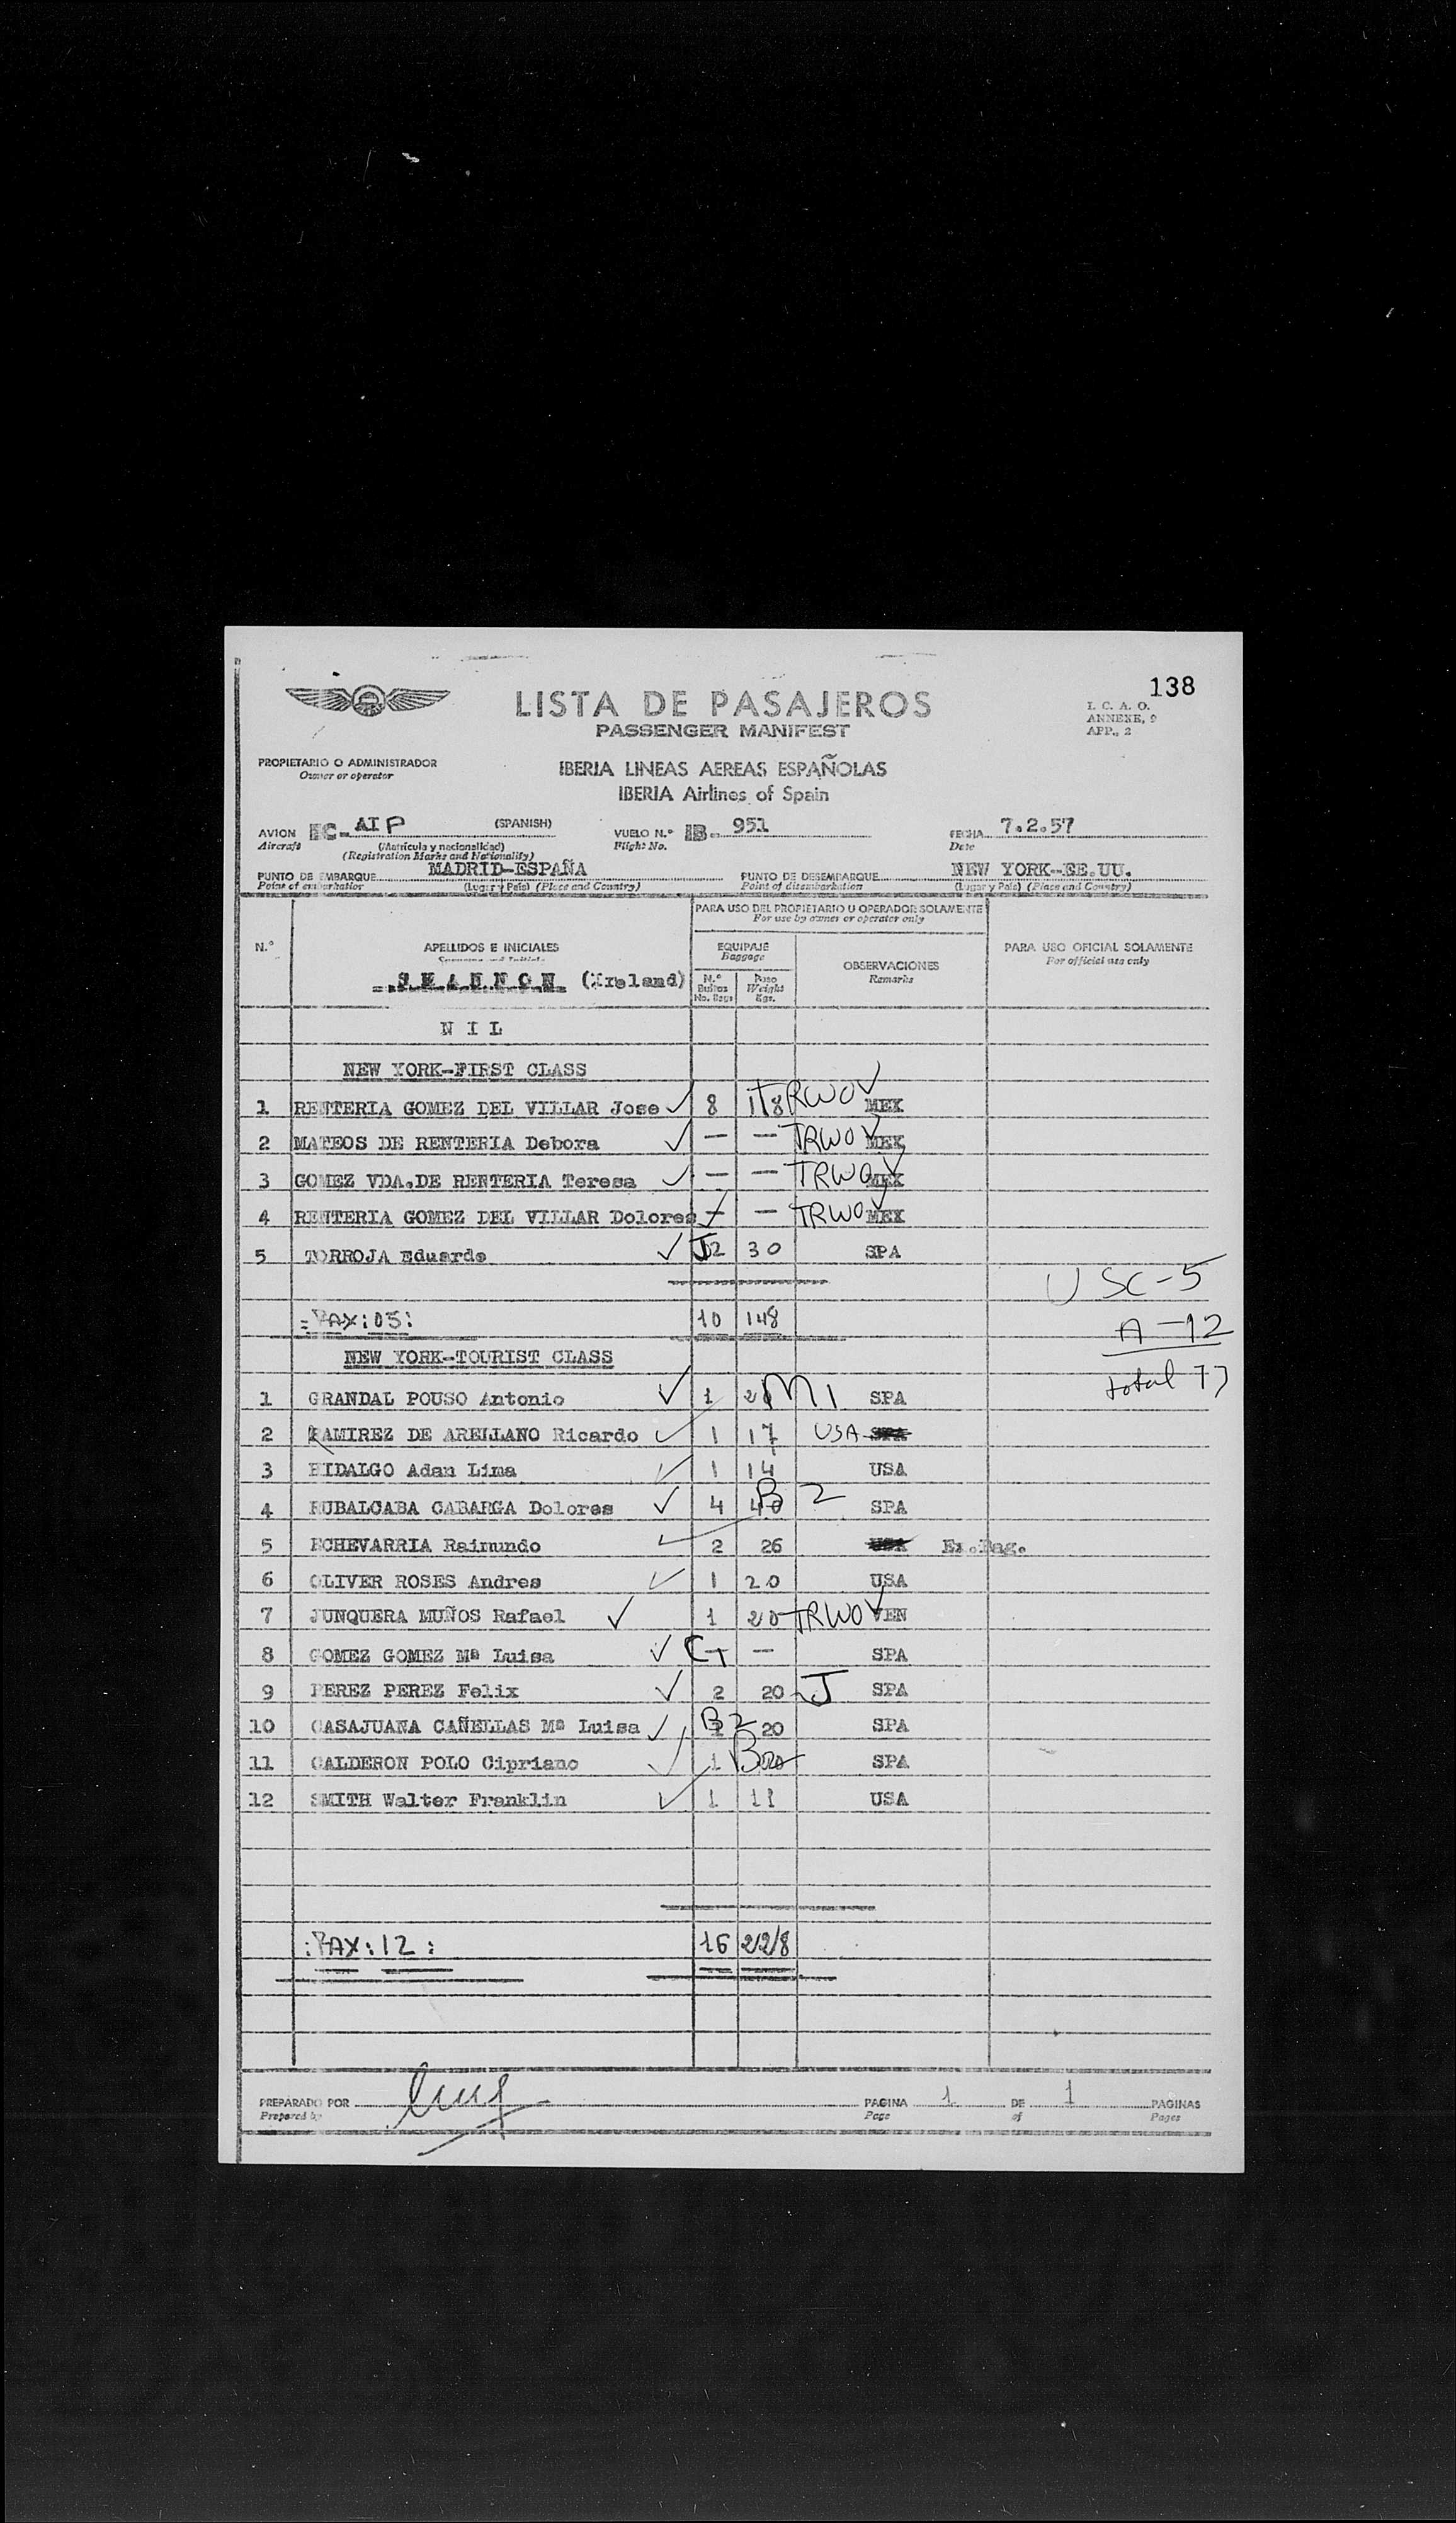 138
LISTA DE PASAJEROS
PASSENGER MANIFEST
I. C. A. O.
ANNEXE, 9
APP., 2
PROPIETARIO O ADMINISTRADOR
Owner or operator
IBERIA LINEAS AEREAS ESPAÑOLAS
IBERIA Airlines of Spain
AVION EC- AIP (SPANISH) VUELO N.° IB- 951 FECHA 7.2.57
Aircraft (Matrícula y nacionalidad) Flight No. Date
(Registration Marks and Nationality)
PUNTO DE EMBARQUE MADRID-ESPAÑA PUNTO DE DESEMBARQUE NEW YORK--EE.UU.
Point of embarkation (Lugar y País) (Place and Country) Point of disembarkation (Lugar y País) (Place and Country)
PARA USO DEL PROPIETARIO U OPERADOR SOLAMENTE
For use by owner or operator only
N.° APELLIDOS E INICIALES EQUIPAJE OBSERVACIONES PARA USO OFICIAL SOLAMENTE
Surname and Initials Baggage Remarks For official use only
S H A N N O N (Ireland) N.° Bultos No. Bags Peso Weight Kgs.
N I L
NEW YORK-FIRST CLASS
1 RENTERIA GOMEZ DEL VILLAR Jose ✓ 8 118 TRWO ✓ MEX
2 MATEOS DE RENTERIA Debora ✓ — — TRWO ✓ MEX
3 GOMEZ VDA.DE RENTERIA Teresa ✓ — — TRWO ✓ MEX
4 RENTERIA GOMEZ DEL VILLAR Dolores ✓ — — TRWO ✓ MEX
5 TORROJA Eduardo ✓ J 2 30 SPA
USC-5
=PAX:05: 10 148
A-12
NEW YORK-TOURIST CLASS
total 17
1 GRANDAL POUSO Antonio ✓ 1 20 M1 SPA
2 RAMIREZ DE ARELLANO Ricardo ✓ 1 17 USA SPA
3 HIDALGO Adan Lima ✓ 1 14 USA
4 RUBALCABA CABARGA Dolores ✓ 4 40 B2 SPA
5 ECHEVARRIA Raimundo ✓ 2 26 USA Ex.Bag.
6 OLIVER ROSES Andres ✓ 1 20 USA
7 JUNQUERA MUÑOS Rafael ✓ 1 20 TRWO ✓ VEN
8 GOMEZ GOMEZ Mª Luisa ✓ — SPA
9 PEREZ PEREZ Felix ✓ 2 20 J SPA
10 CASAJUANA CAÑELLAS Mª Luisa ✓ 1 B2 20 SPA
11 CALDERON POLO Cipriano ✓ 1 20 SPA
12 SMITH Walter Franklin ✓ 1 11 USA
:PAX:12: 16 228
PREPARADO POR PAGINA 1 DE 1 PAGINAS
Prepared by Page of Pages